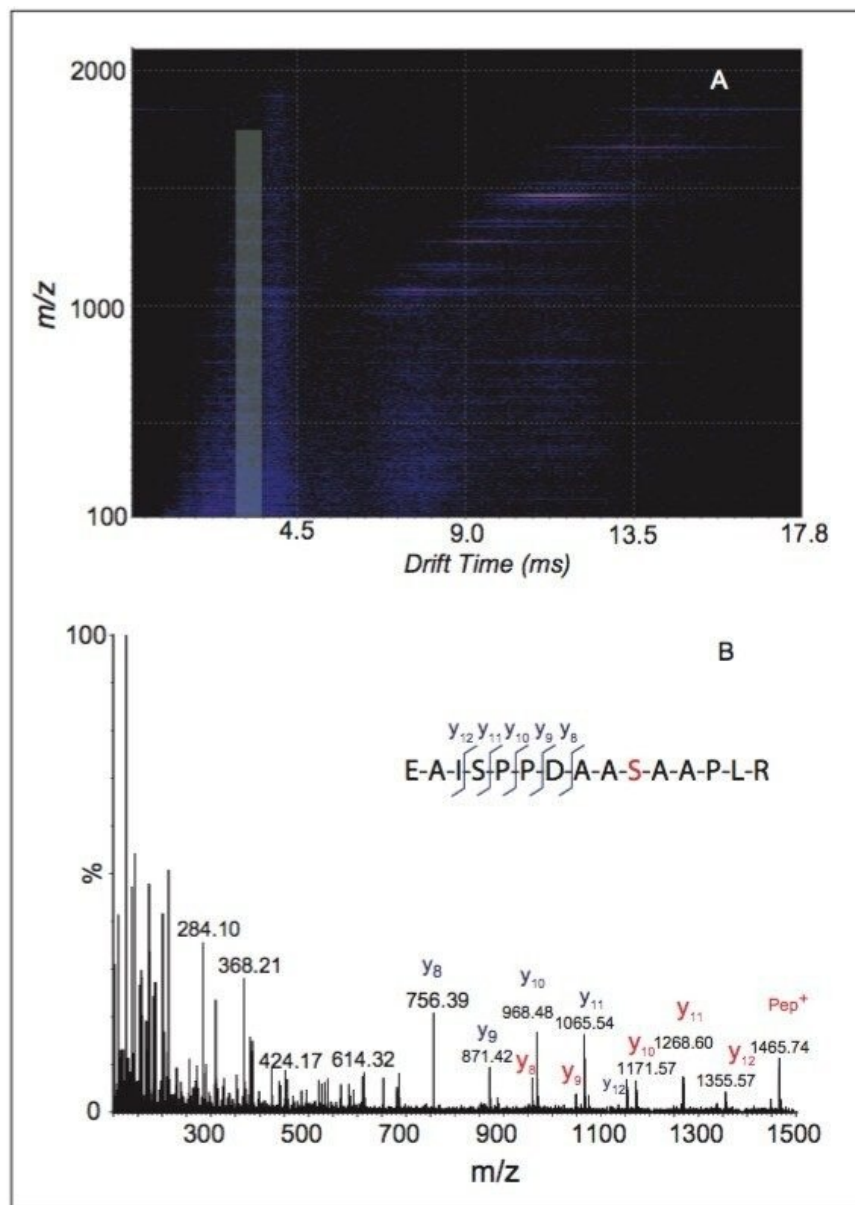 A
2000
m/z
1000
100
4.5 9.0 13.5 17.8
Drift Time (ms)
100
B
y12 y11 y10 y9 y8
E-A-I-S-P-P-D-A-A-S-A-A-P-L-R
%
284.10
368.21
424.17
614.32
y8
756.39
y9
871.42
y8
y10
968.48
y9
y11
1065.54
y12
y10
1171.57
y11
1268.60
y12
1355.57
Pep+
1465.74
0
300 500 700 900 1100 1300 1500
m/z